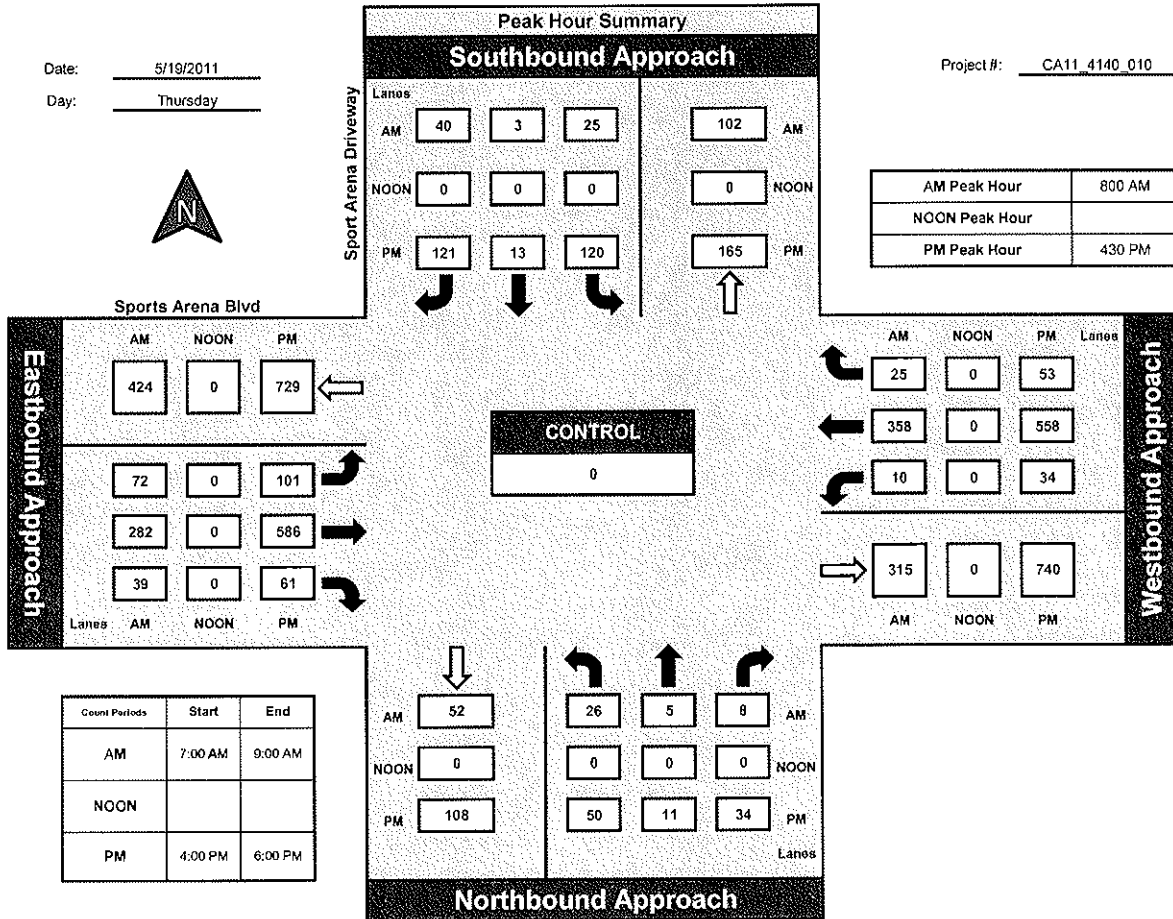 Peak Hour Summary
Southbound Approach
Date: 5/19/2011
Day: Thursday
Project #: CA11_4140_010
N
Sport Arena Driveway
Lanes
AM 40 3 25 102 AM
NOON 0 0 0 0 NOON
PM 121 13 120 165 PM
AM Peak Hour 800 AM
NOON Peak Hour
PM Peak Hour 430 PM
Sports Arena Blvd
Eastbound Approach
AM NOON PM
424 0 729
72 0 101
282 0 586
39 0 61
Lanes AM NOON PM
CONTROL
0
AM NOON PM Lanes
25 0 53
358 0 558
10 0 34
315 0 740
AM NOON PM
Westbound Approach
Count Periods Start End
AM 7:00 AM 9:00 AM
NOON
PM 4:00 PM 6:00 PM
AM 52 26 5 8 AM
NOON 0 0 0 0 NOON
PM 108 50 11 34 PM
Lanes
Northbound Approach